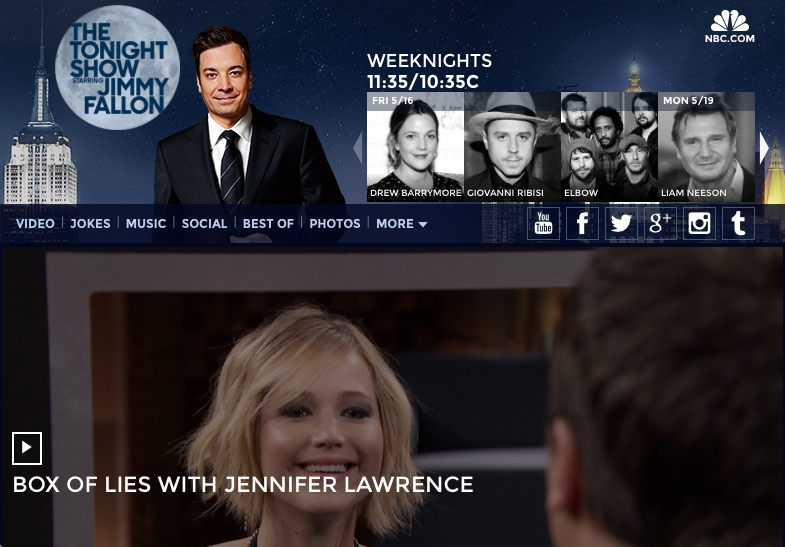 THE
TONIGHT
SHOW
STARRING JIMMY
FALLON
NBC.COM
WEEKNIGHTS
11:35/10:35C
FRI 5/16
MON 5/19
DREW BARRYMORE
GIOVANNI RIBISI
ELBOW
LIAM NEESON
VIDEO
JOKES
MUSIC
SOCIAL
BEST OF
PHOTOS
MORE
You
Tube
f
g+
t
BOX OF LIES WITH JENNIFER LAWRENCE